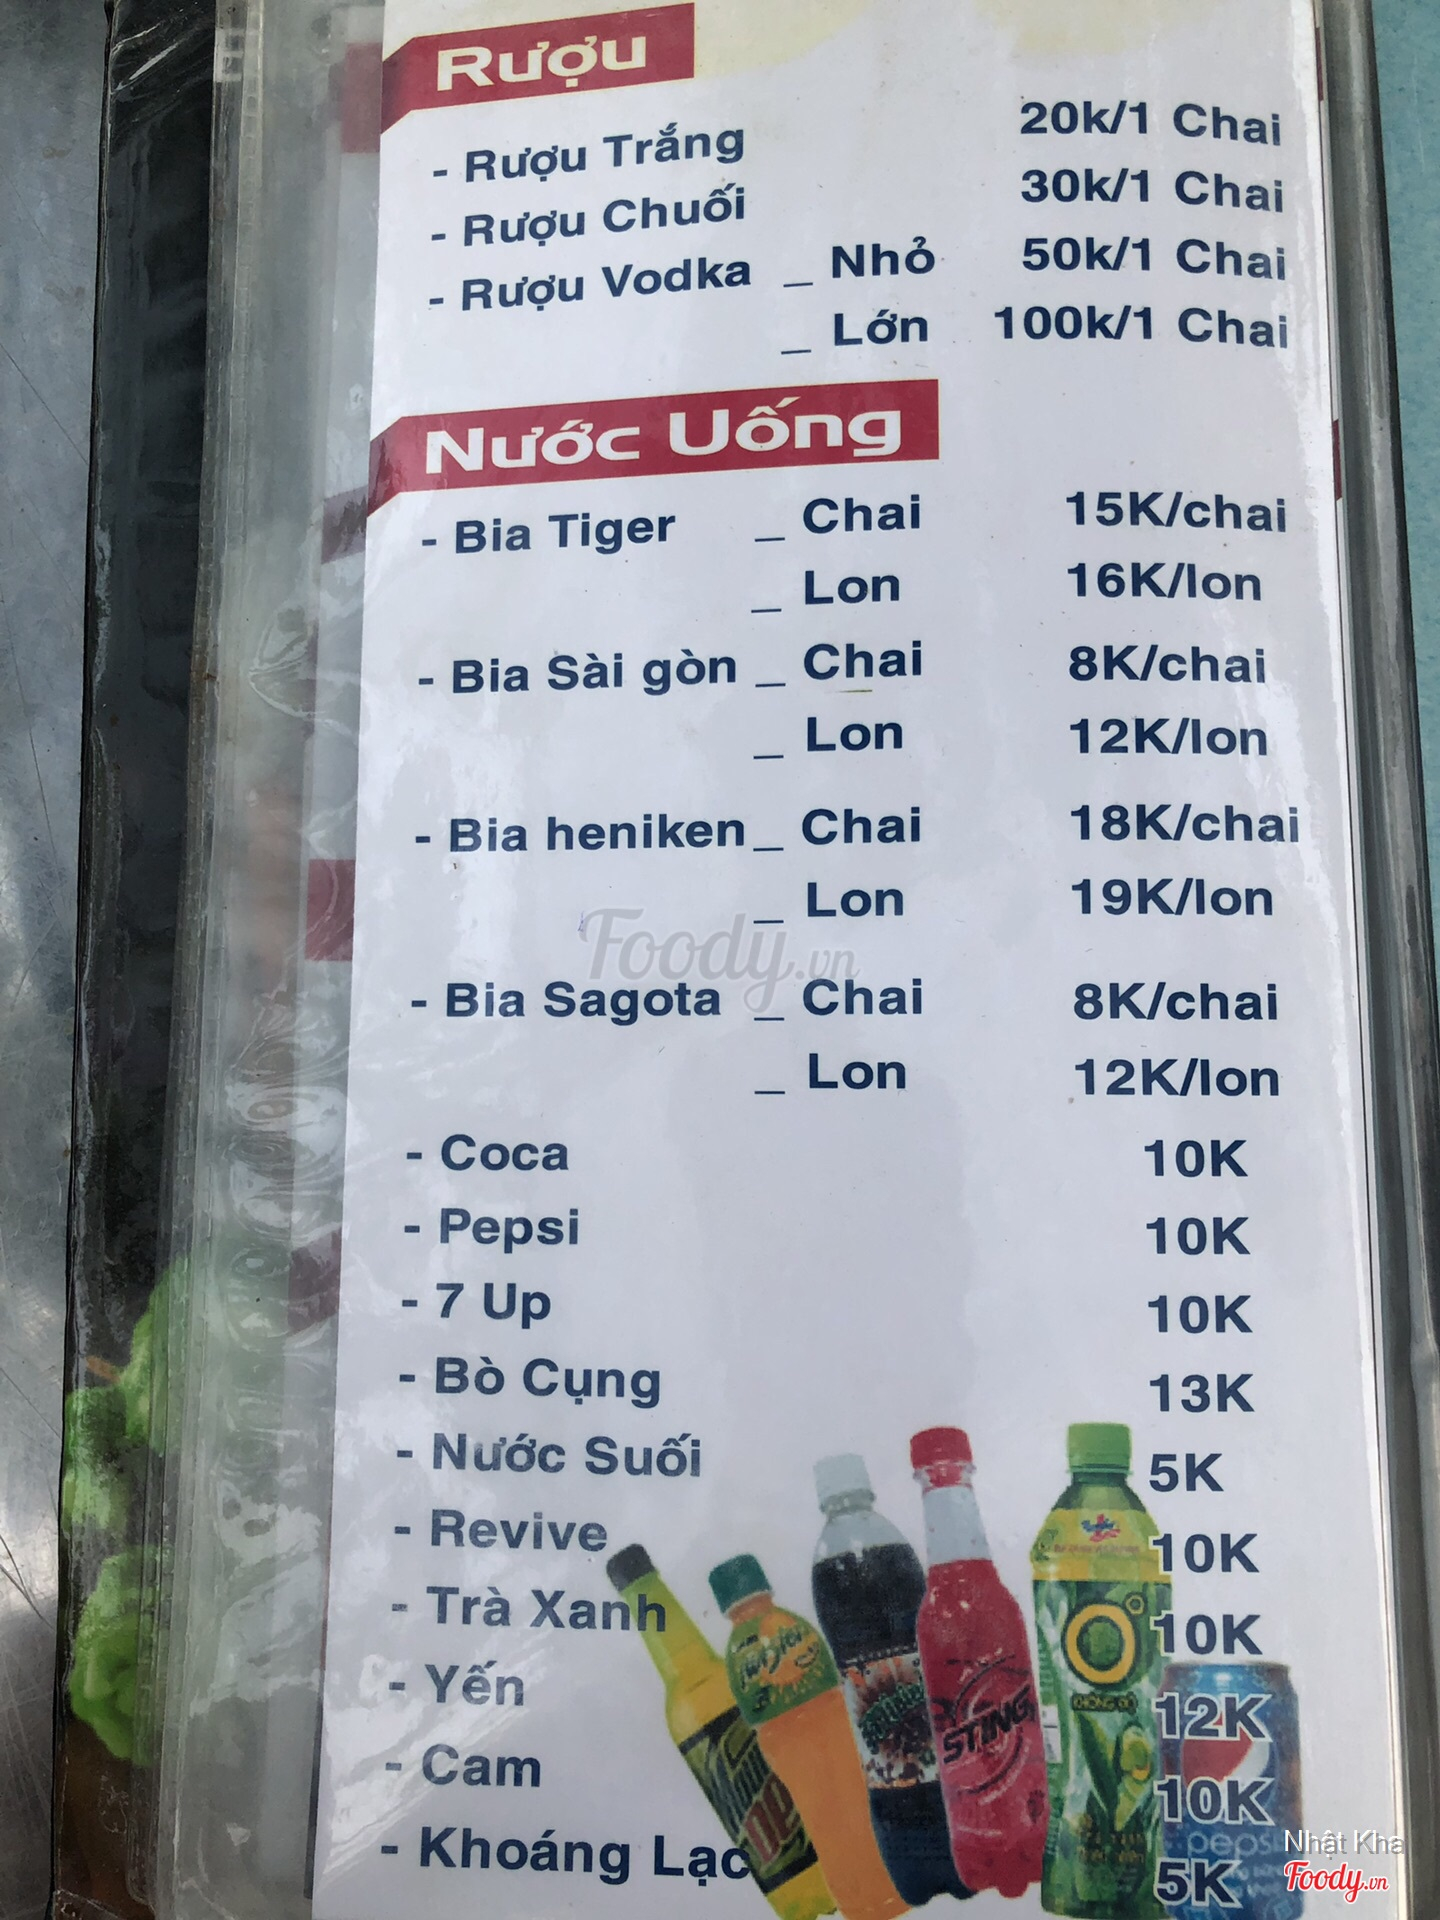 Rượu
- Rượu Trắng 20k/1 Chai
- Rượu Chuối 30k/1 Chai
- Rượu Vodka _ Nhỏ 50k/1 Chai
_ Lớn 100k/1 Chai
Nước Uống
- Bia Tiger _ Chai 15K/chai
_ Lon 16K/lon
- Bia Sài gòn _ Chai 8K/chai
_ Lon 12K/lon
- Bia heniken _ Chai 18K/chai
_ Lon 19K/lon
Foody.vn
- Bia Sagota _ Chai 8K/chai
_ Lon 12K/lon
- Coca 10K
- Pepsi 10K
- 7 Up 10K
- Bò Cụng 13K
- Nước Suối 5K
- Revive 10K
- Trà Xanh 10K
- Yến 12K
- Cam 10K
- Khoáng Lạc 5K
Twister
STING
KHÔNG ĐỘ
pepsi
Nhật Kha
Foody.vn